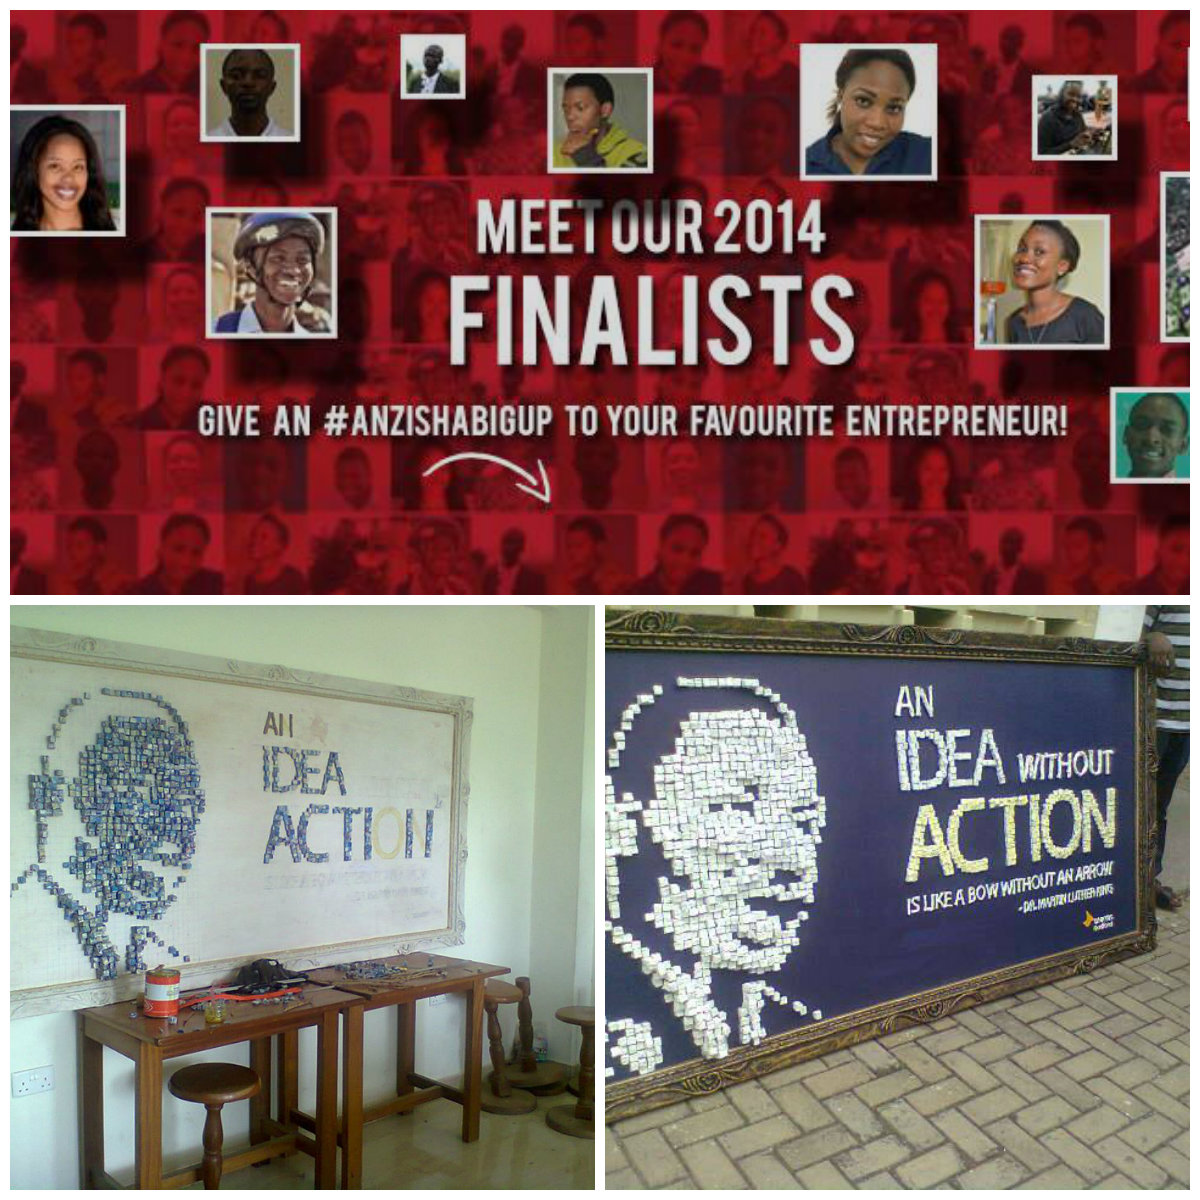 MEET OUR 2014
FINALISTS
GIVE AN #ANZISHABIGUP TO YOUR FAVOURITE ENTREPRENEUR!
AN
IDEA
ACTION
AN
IDEA WITHOUT
ACTION
IS LIKE A BOW WITHOUT AN ARROW
- DR. MARTIN LUTHER KING